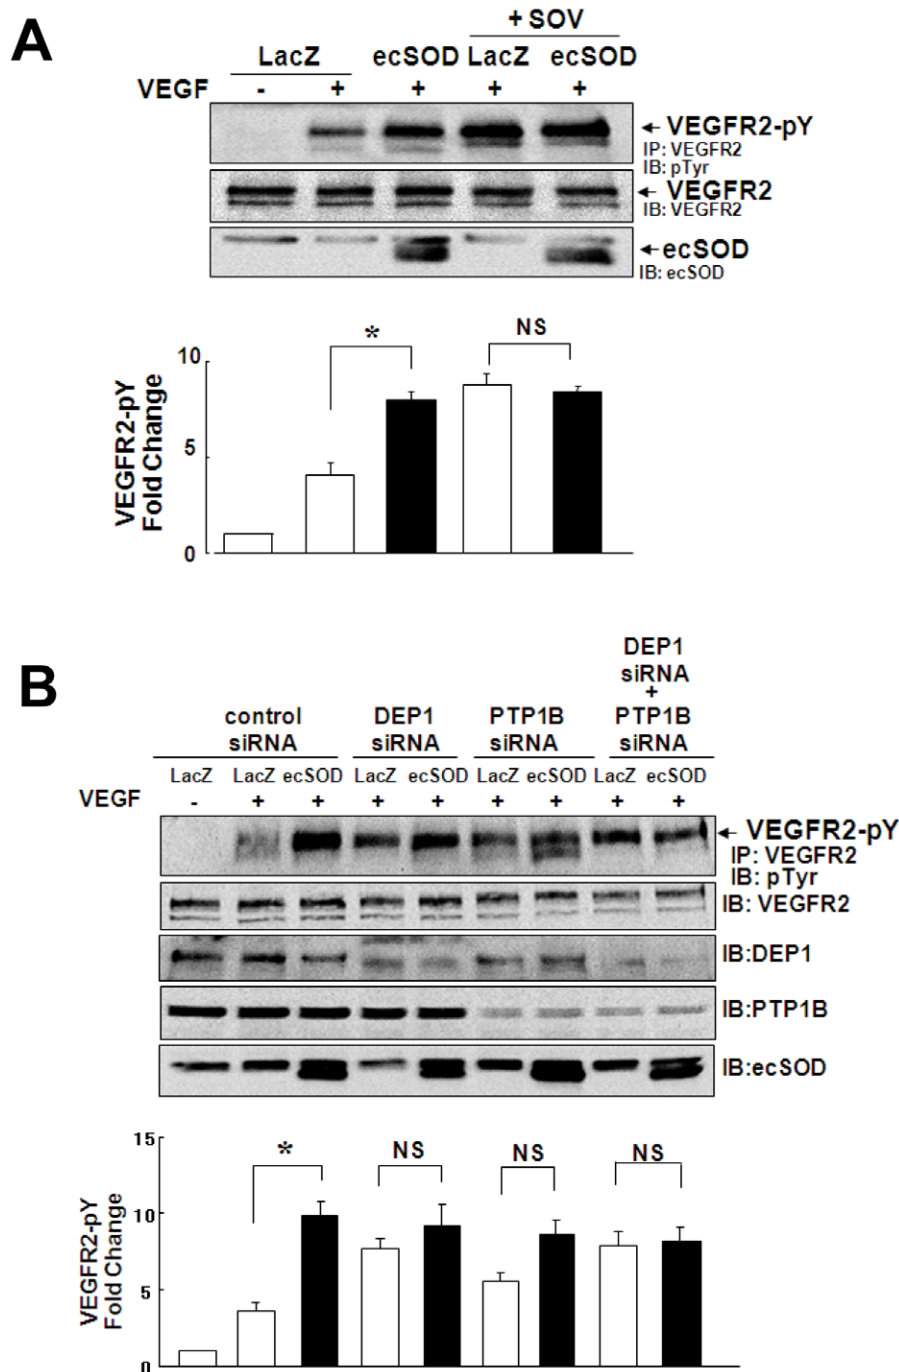 A
+ SOV
LacZ ecSOD LacZ ecSOD
VEGF - + + + +
VEGFR2-pY
IP: VEGFR2
IB: pTyr
VEGFR2
IB: VEGFR2
ecSOD
IB: ecSOD
* NS
VEGFR2-pY
Fold Change
10
5
0
B
DEP1
siRNA
+
control DEP1 PTP1B PTP1B
siRNA siRNA siRNA siRNA
LacZ LacZ ecSOD LacZ ecSOD LacZ ecSOD LacZ ecSOD
VEGF - + + + + + + + +
VEGFR2-pY
IP: VEGFR2
IB: pTyr
IB: VEGFR2
IB:DEP1
IB:PTP1B
IB:ecSOD
* NS NS NS
VEGFR2-pY
Fold Change
15
10
5
0